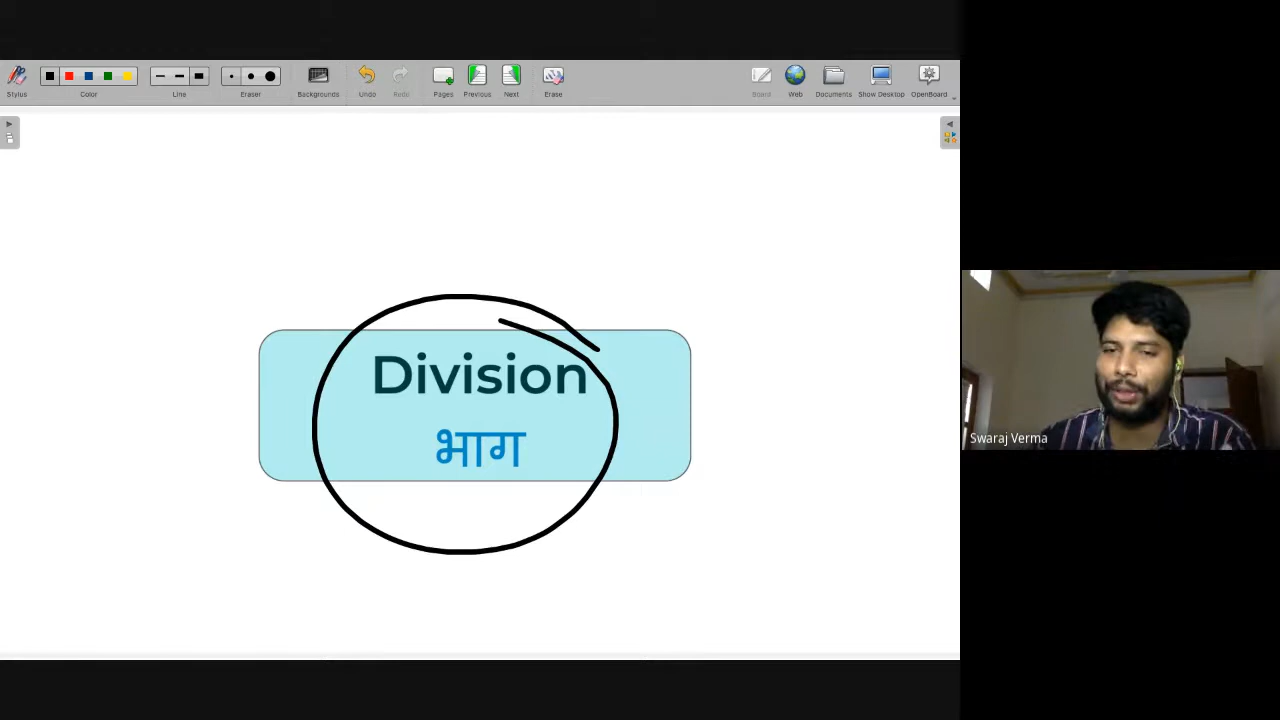 Stylus Color Line Eraser Backgrounds Undo Redo Pages Previous Next Erase Board Web Documents Show Desktop OpenBoard
Division
भाग
Swaraj Verma